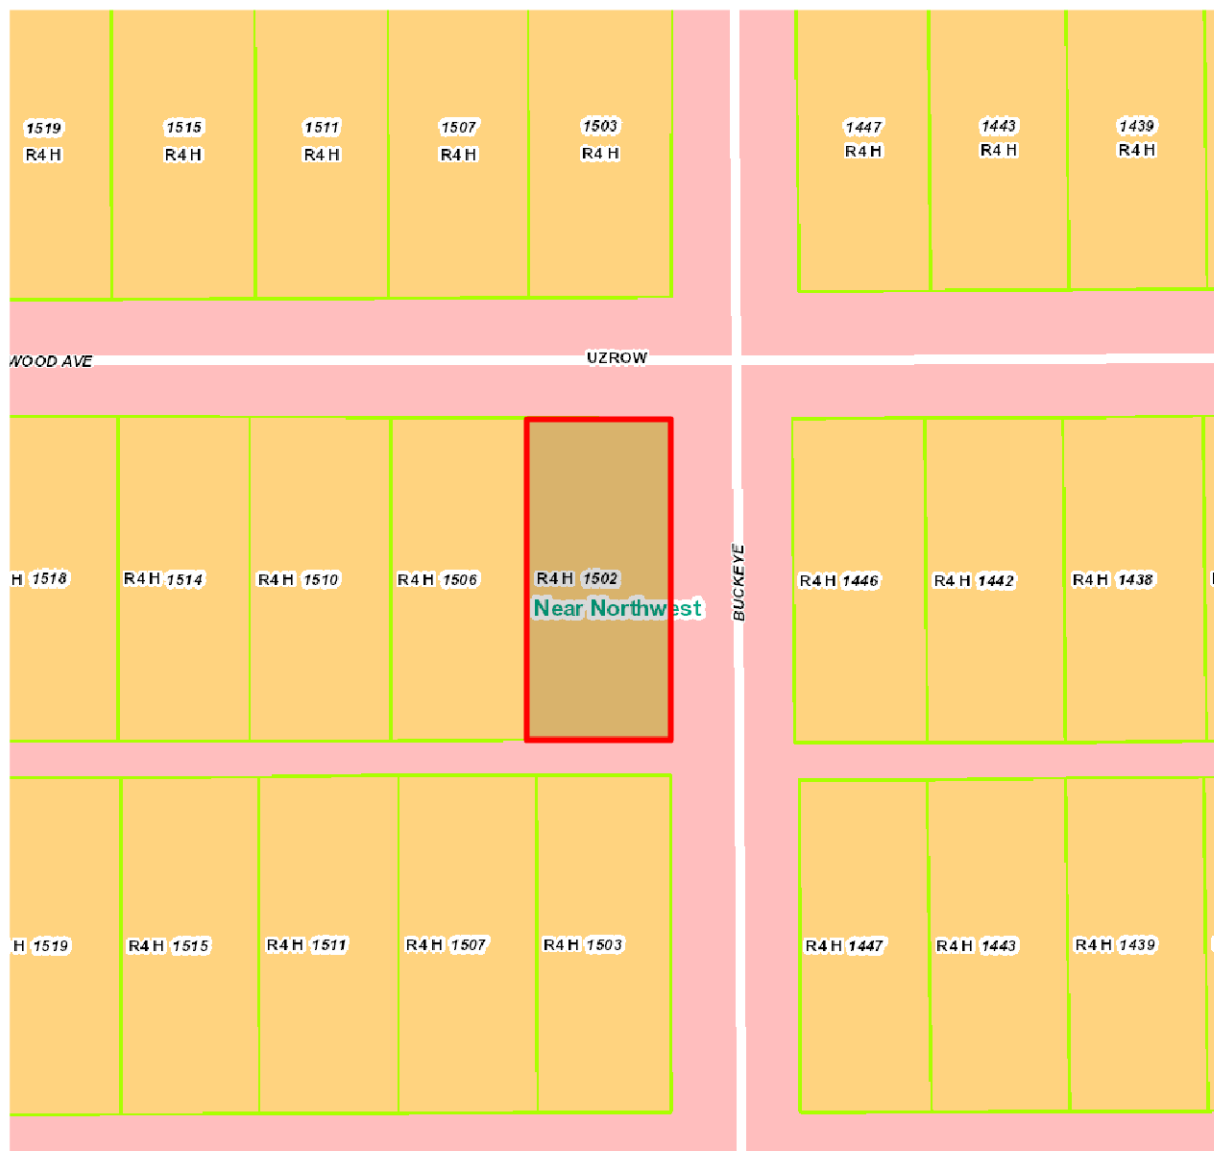 1519 1515 1511 1507 1503 1447 1443 1439
R4 H R4 H R4 H R4 H R4 H R4 H R4 H R4 H
WOOD AVE UZROW
H 1518 R4 H 1514 R4 H 1510 R4 H 1506 R4 H 1502 R4 H 1446 R4 H 1442 R4 H 1438
Near Northwest
BUCKEYE
H 1519 R4 H 1515 R4 H 1511 R4 H 1507 R4 H 1503 R4 H 1447 R4 H 1443 R4 H 1439